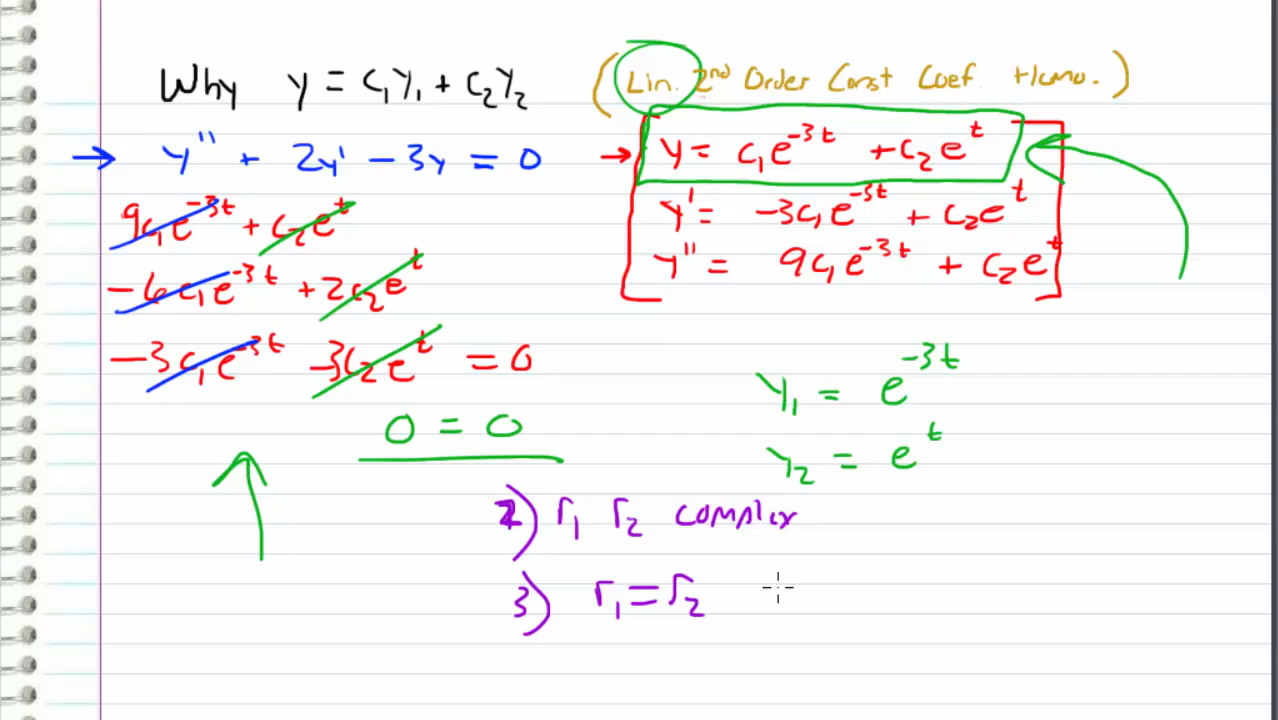 Why y = c₁y₁ + c₂y₂ (Lin. 2nd Order Const Coef. Homo.)
→ y'' + 2y' - 3y = 0
→ y = c₁e^-3t + c₂e^t
y' = -3c₁e^-3t + c₂e^t
y'' = 9c₁e^-3t + c₂e^t
9c₁e^-3t + c₂e^t
-6c₁e^-3t + 2c₂e^t
-3c₁e^-3t -3c₂e^t = 0
0 = 0
y₁ = e^-3t
y₂ = e^t
2) r₁ r₂ complex
3) r₁ = r₂